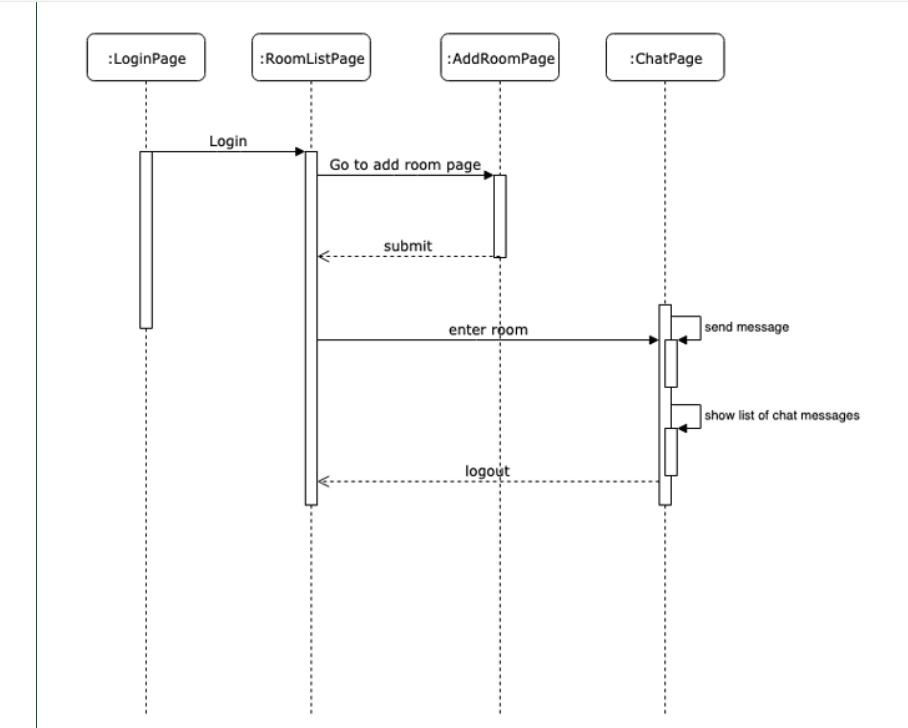 :LoginPage
:RoomListPage
:AddRoomPage
:ChatPage
Login
Go to add room page
submit
enter room
send message
show list of chat messages
logout